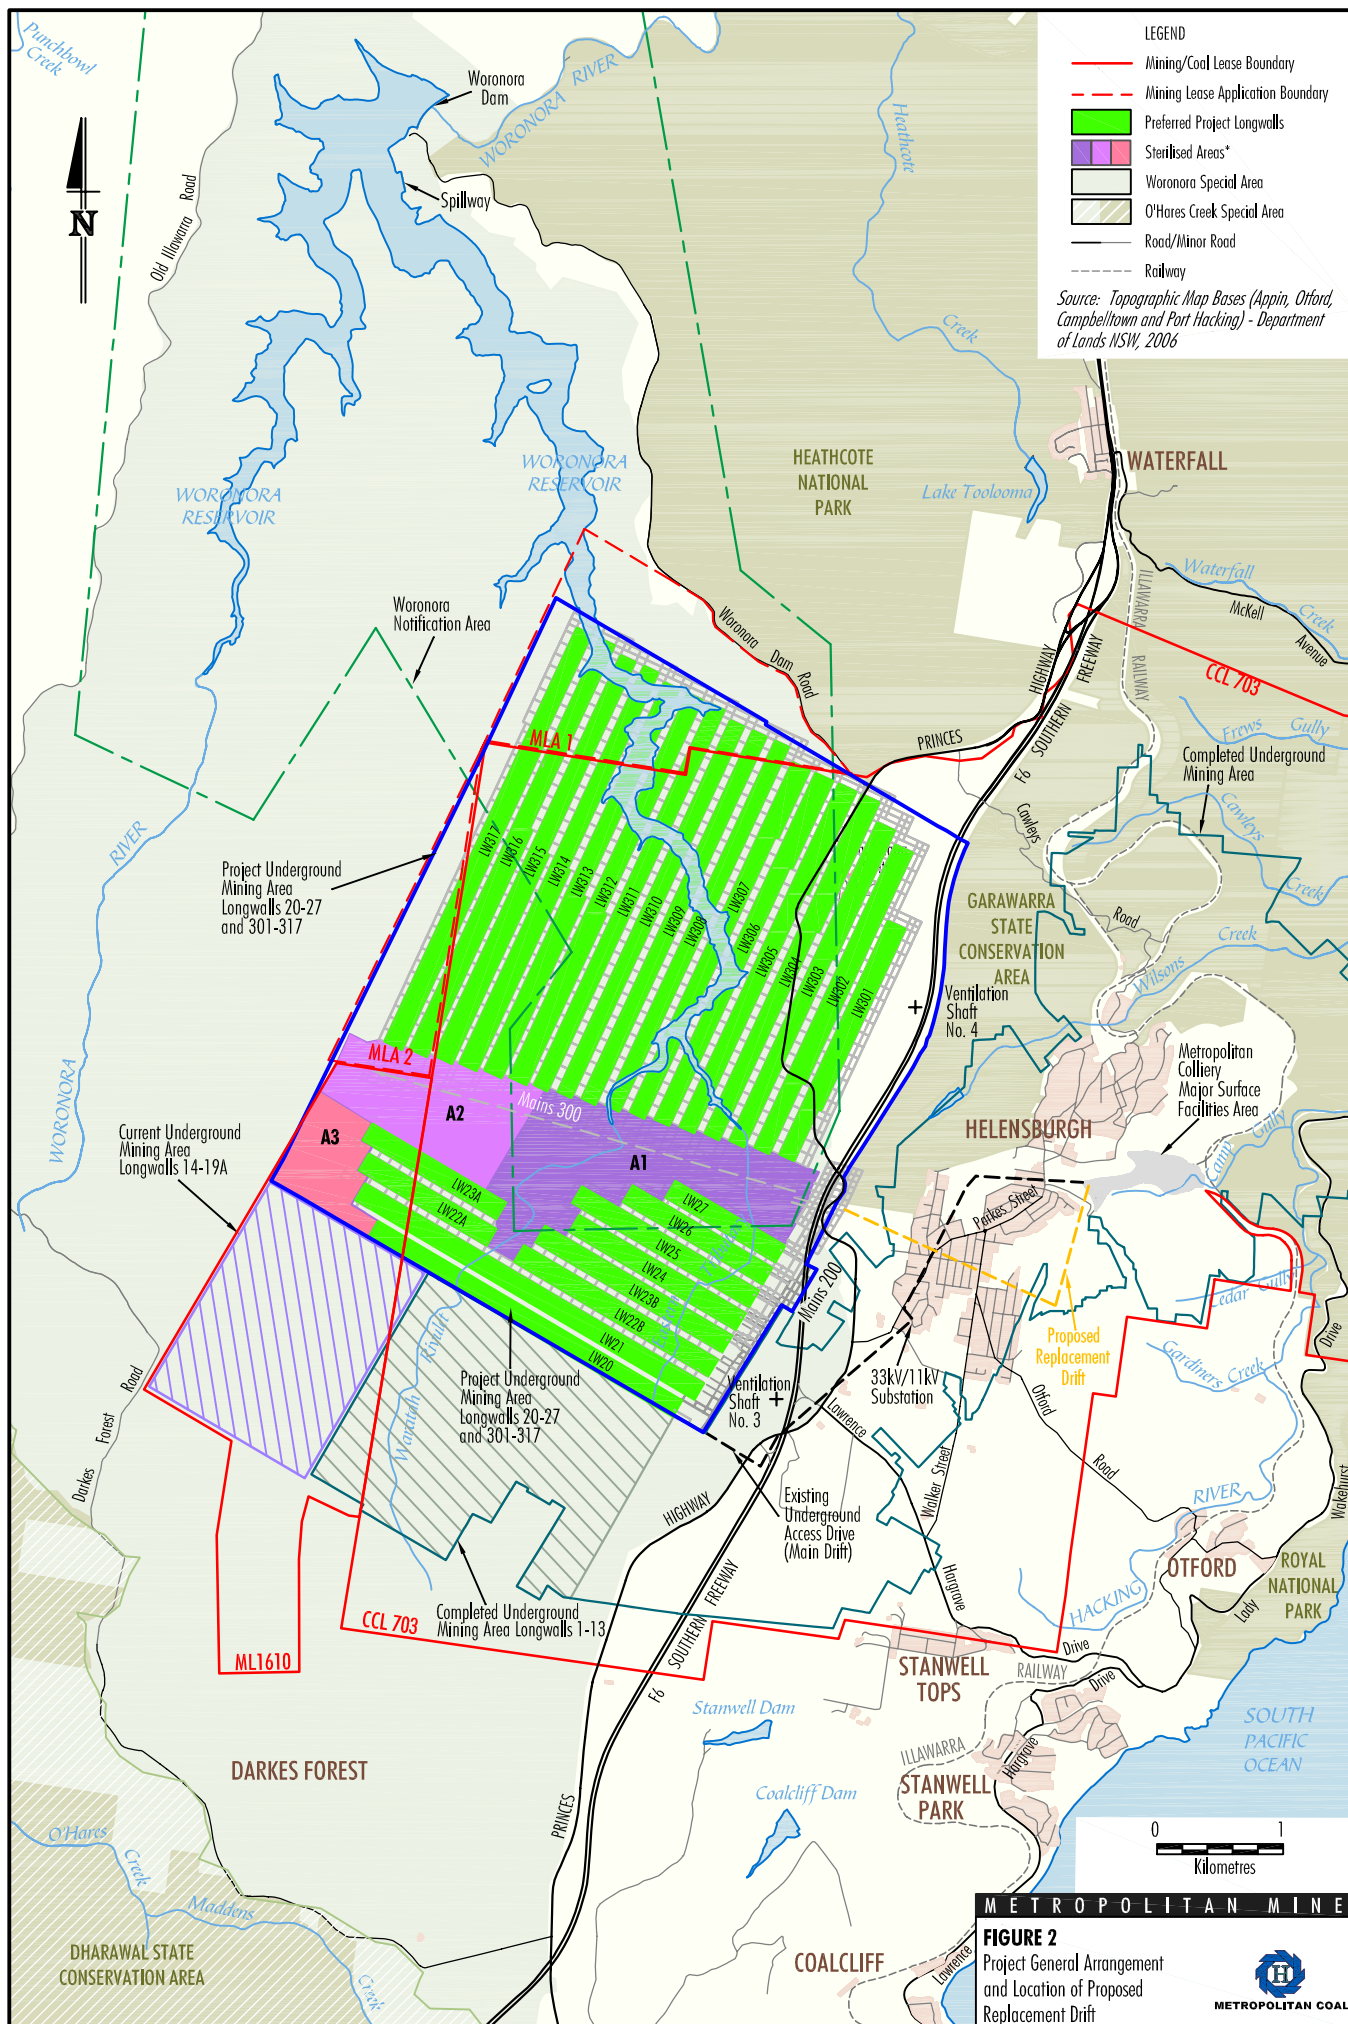 Punchbowl
Creek
Woronora
Dam
WORONORA RIVER
Heathcote
Creek
LEGEND
Mining/Coal Lease Boundary
Mining Lease Application Boundary
Preferred Project Longwalls
Sterilised Areas*
Woronora Special Area
O'Hares Creek Special Area
Road/Minor Road
Railway
Source: Topographic Map Bases (Appin, Otford,
Campbelltown and Port Hacking) - Department
of Lands NSW, 2006
N
Old Illawarra Road
Spillway
WORONORA
RESERVOIR
WORONORA
RESERVOIR
HEATHCOTE
NATIONAL
PARK
Lake Toolooma
WATERFALL
Waterfall
Creek
McKell
Avenue
ILLAWARRA
RAILWAY
Woronora
Notification Area
Woronora Dam Road
HIGHWAY
FREEWAY
CCL 703
PRINCES
F6 SOUTHERN
Frews Gully
Completed Underground
Mining Area
MLA 1
Cawleys
Road
Cawleys
Creek
RIVER
WORONORA
Project Underground
Mining Area
Longwalls 20-27
and 301-317
LW317
LW316
LW315
LW314
LW313
LW312
LW311
LW310
LW309
LW308
LW307
LW306
LW305
LW304
LW303
LW302
LW301
GARAWARRA
STATE
CONSERVATION
AREA
Wilsons
Creek
Ventilation
Shaft
No. 4
MLA 2
Metropolitan
Colliery
Major Surface
Facilities Area
Mains 300
A2
A3
A1
HELENSBURGH
Camp
Gully
Current Underground
Mining Area
Longwalls 14-19A
LW23A
LW22A
LW27
LW26
LW25
LW24
LW23B
LW22B
LW21
LW20
Parkes Street
Mains 200
Cedar Gully
Proposed
Replacement
Drift
Gardiners Creek
Drive
Waratah
Rivulet
Project Underground
Mining Area
Longwalls 20-27
and 301-317
Ventilation
Shaft
No. 3
33kV/11kV
Substation
Lawrence
Otford
Road
Walker Street
Darkes Forest Road
HIGHWAY
Existing
Underground
Access Drive
(Main Drift)
RIVER
Wakehurst
FREEWAY
Hargrave
OTFORD
ROYAL
NATIONAL
PARK
Lady
HACKING
Completed Underground
Mining Area Longwalls 1-13
CCL 703
ML1610
F6 SOUTHERN
STANWELL
TOPS
Drive
RAILWAY
Drive
Stanwell Dam
SOUTH
PACIFIC
OCEAN
ILLAWARRA
Hargrave
DARKES FOREST
STANWELL
PARK
Coalcliff Dam
PRINCES
0 1
Kilometres
O'Hares
Creek
Maddens
Creek
DHARAWAL STATE
CONSERVATION AREA
COALCLIFF
Lawrence
METROPOLITAN MINE
FIGURE 2
Project General Arrangement
and Location of Proposed
Replacement Drift
H
METROPOLITAN COAL